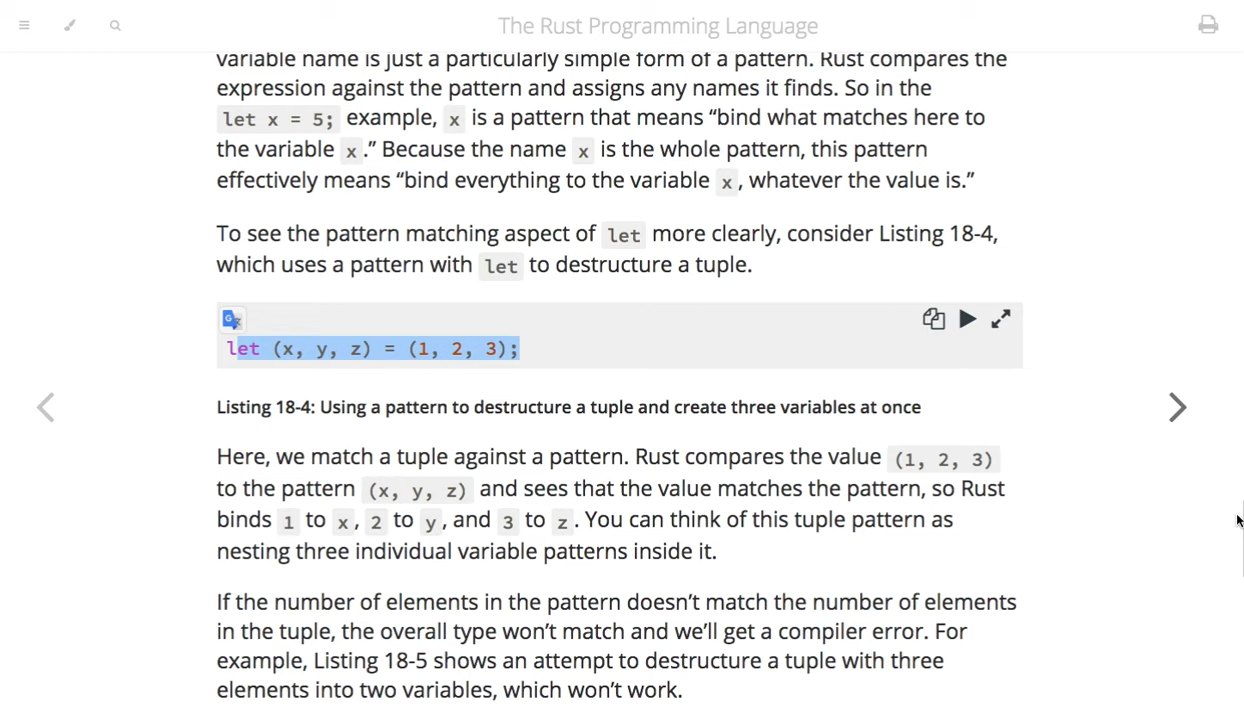 The Rust Programming Language
variable name is just a particularly simple form of a pattern. Rust compares the
expression against the pattern and assigns any names it finds. So in the
let x = 5; example, x is a pattern that means “bind what matches here to
the variable x.” Because the name x is the whole pattern, this pattern
effectively means “bind everything to the variable x, whatever the value is.”
To see the pattern matching aspect of let more clearly, consider Listing 18-4,
which uses a pattern with let to destructure a tuple.
let (x, y, z) = (1, 2, 3);
Listing 18-4: Using a pattern to destructure a tuple and create three variables at once
Here, we match a tuple against a pattern. Rust compares the value (1, 2, 3)
to the pattern (x, y, z) and sees that the value matches the pattern, so Rust
binds 1 to x, 2 to y, and 3 to z. You can think of this tuple pattern as
nesting three individual variable patterns inside it.
If the number of elements in the pattern doesn’t match the number of elements
in the tuple, the overall type won’t match and we’ll get a compiler error. For
example, Listing 18-5 shows an attempt to destructure a tuple with three
elements into two variables, which won’t work.